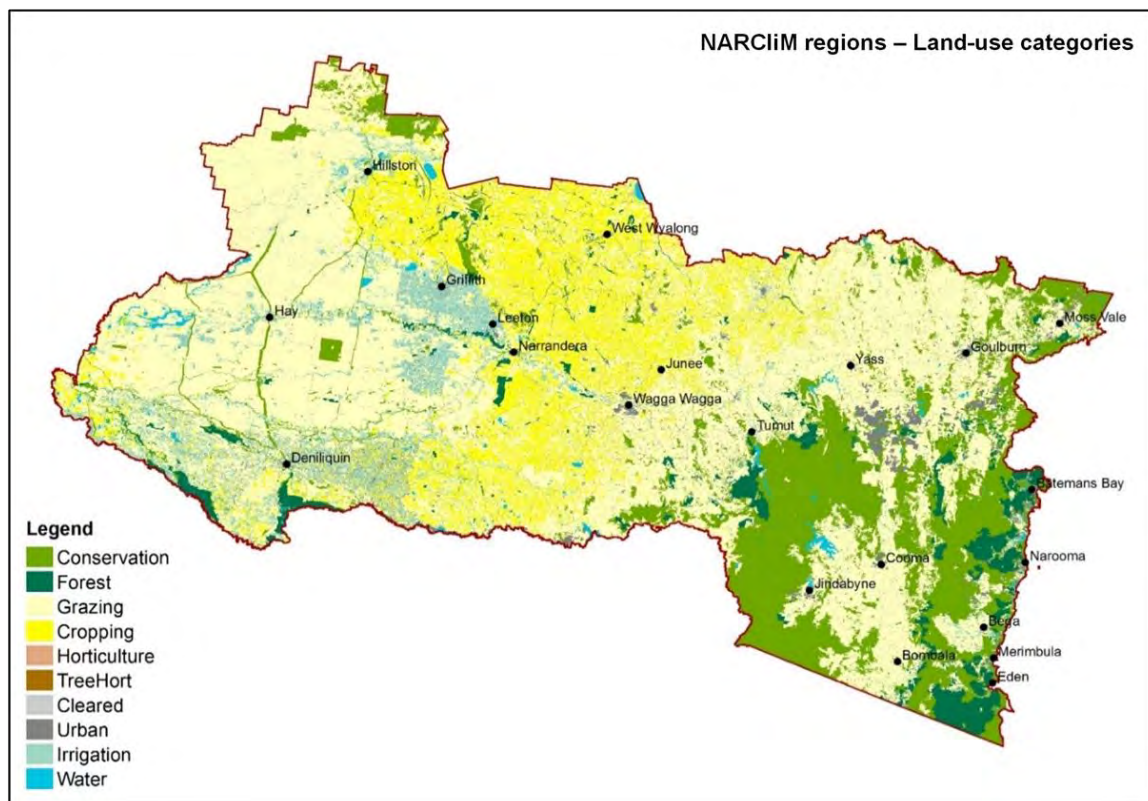 NARCliM regions – Land-use categories
Hillston
West Wyalong
Griffith
Hay
Leeton
Moss Vale
Narrandera
Goulburn
Junee
Yass
Wagga Wagga
Tumut
Deniliquin
Batemans Bay
Cooma
Narooma
Jindabyne
Bega
Bombala
Merimbula
Eden
Legend
Conservation
Forest
Grazing
Cropping
Horticulture
TreeHort
Cleared
Urban
Irrigation
Water